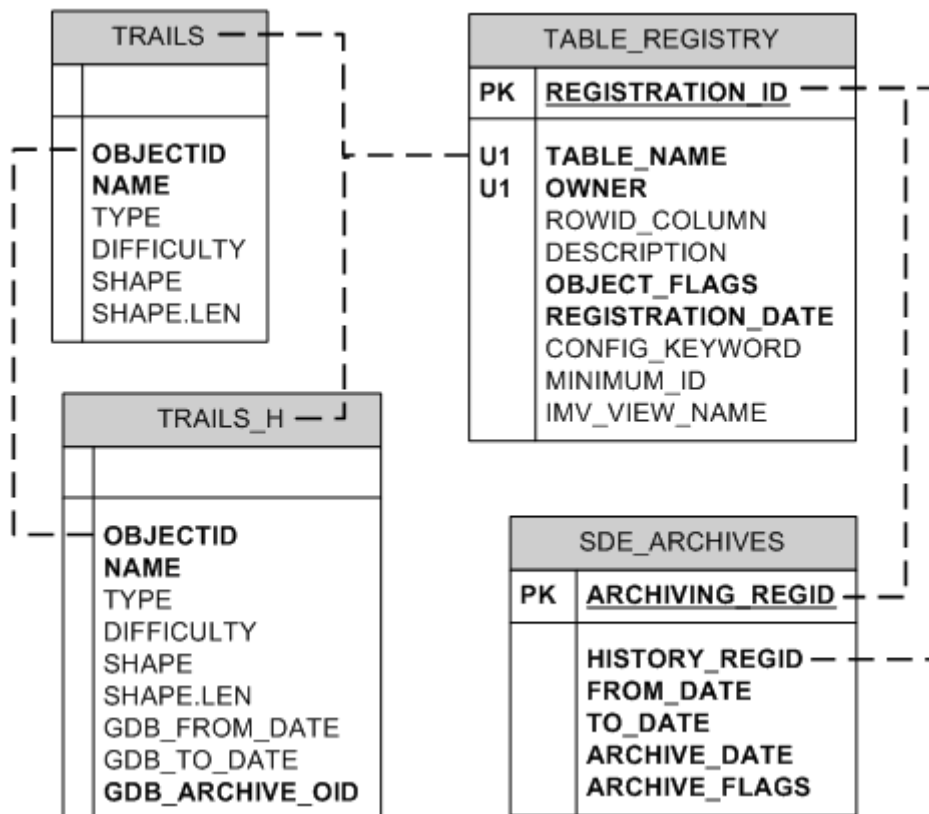 TRAILS
OBJECTID
NAME
TYPE
DIFFICULTY
SHAPE
SHAPE.LEN
TABLE_REGISTRY
PK REGISTRATION_ID
U1 TABLE_NAME
U1 OWNER
ROWID_COLUMN
DESCRIPTION
OBJECT_FLAGS
REGISTRATION_DATE
CONFIG_KEYWORD
MINIMUM_ID
IMV_VIEW_NAME
TRAILS_H
OBJECTID
NAME
TYPE
DIFFICULTY
SHAPE
SHAPE.LEN
GDB_FROM_DATE
GDB_TO_DATE
GDB_ARCHIVE_OID
SDE_ARCHIVES
PK ARCHIVING_REGID
HISTORY_REGID
FROM_DATE
TO_DATE
ARCHIVE_DATE
ARCHIVE_FLAGS